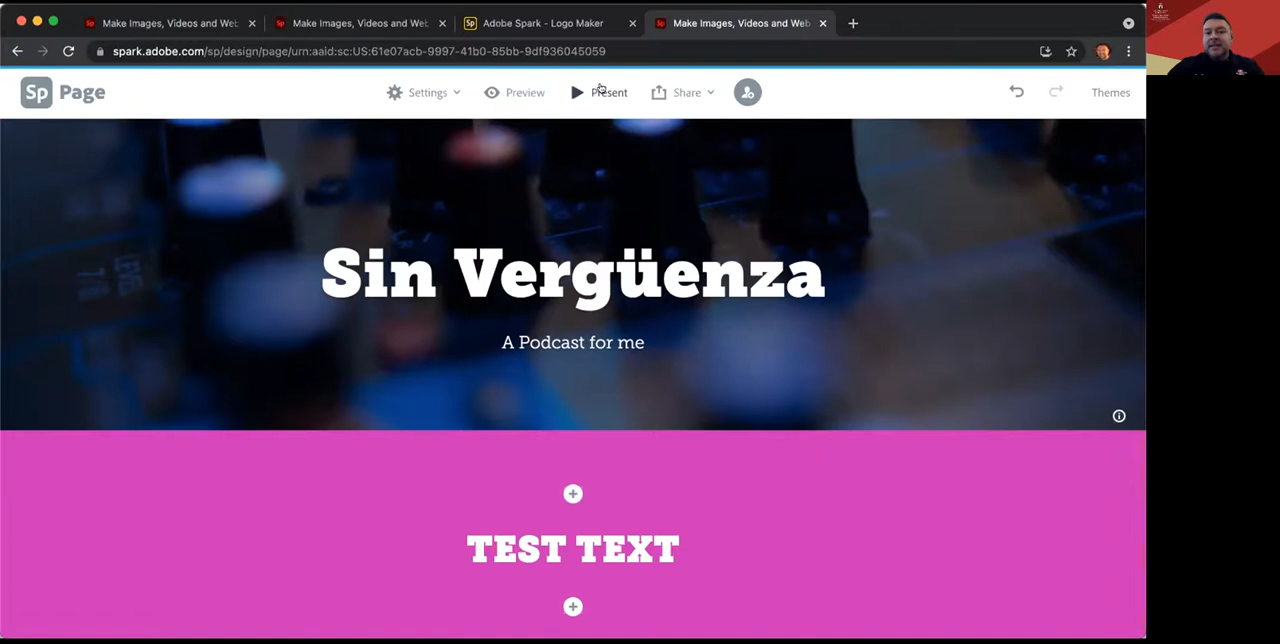 Make Images, Videos and Web
Make Images, Videos and Web
Sp Adobe Spark - Logo Maker
Make Images, Videos and Web
spark.adobe.com/sp/design/page/urn:aaid:sc:US:61e07acb-9997-41b0-85bb-9df936045059
Sp Page
Settings
Preview
Present
Share
Themes
Sin Vergüenza
A Podcast for me
TEST TEXT